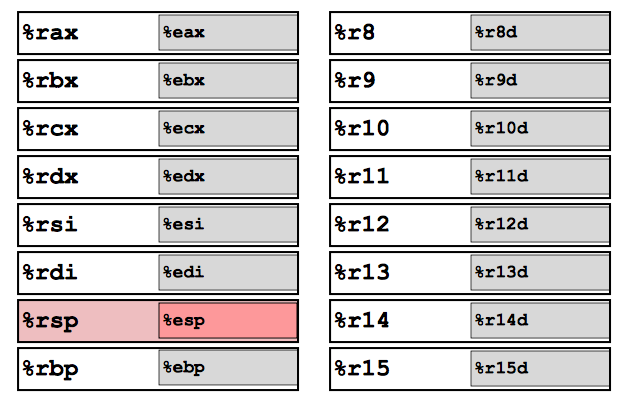 %rax %eax
%rbx %ebx
%rcx %ecx
%rdx %edx
%rsi %esi
%rdi %edi
%rsp %esp
%rbp %ebp
%r8 %r8d
%r9 %r9d
%r10 %r10d
%r11 %r11d
%r12 %r12d
%r13 %r13d
%r14 %r14d
%r15 %r15d